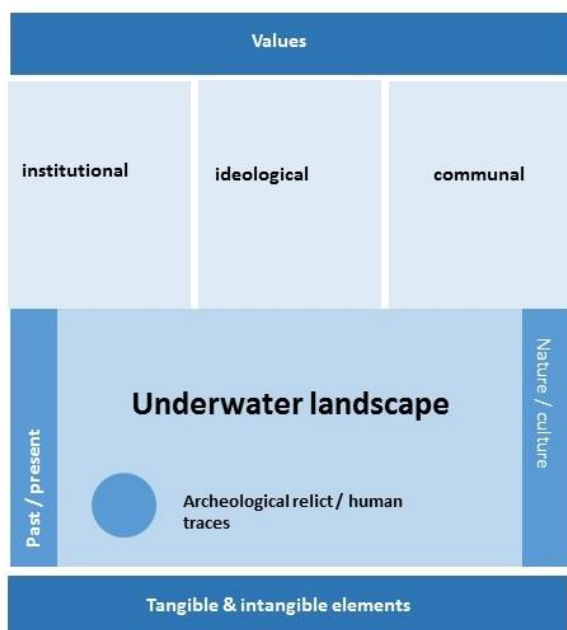 Values
institutional
ideological
communal
Underwater landscape
Nature / culture
Past / present
Archeological relict / human
traces
Tangible & intangible elements